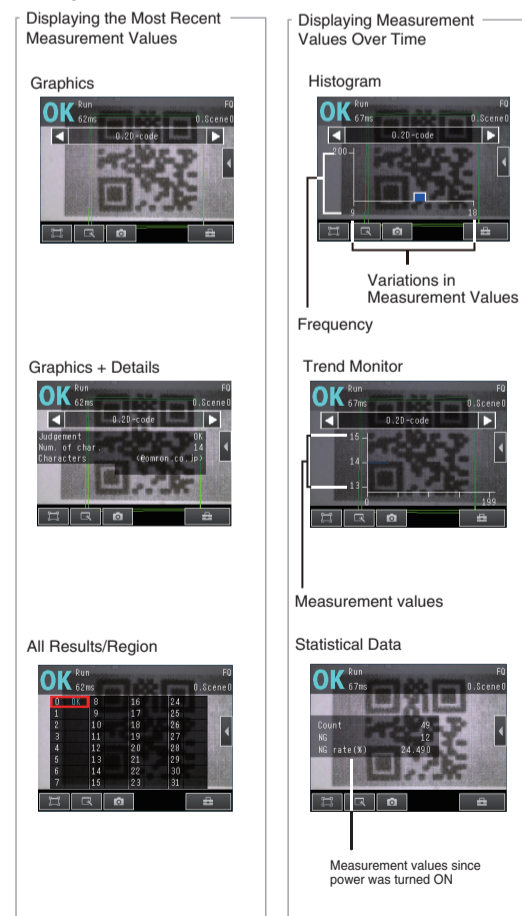 Displaying the Most Recent
Measurement Values
Graphics
OK Run FQ
62ms 0.Scene0
0.2D-code
Graphics + Details
OK Run FQ
62ms 0.Scene0
0.2D-code
Judgement OK
Num. of char. 14
Characters (@omron.co.jp)
All Results/Region
OK Run FQ
62ms 0.Scene0
0 OK 8 16 24
1 9 17 25
2 10 18 26
3 11 19 27
4 12 20 28
5 13 21 29
6 14 22 30
7 15 23 31
Displaying Measurement
Values Over Time
Histogram
OK Run FQ
67ms 0.Scene0
0.2D-code
200
9 18
Variations in
Measurement Values
Frequency
Trend Monitor
OK Run FQ
67ms 0.Scene0
0.2D-code
15
14
13
0 199
Measurement values
Statistical Data
OK Run FQ
67ms 0.Scene0
Count 49
NG 12
NG rate(%) 24.490
Measurement values since
power was turned ON